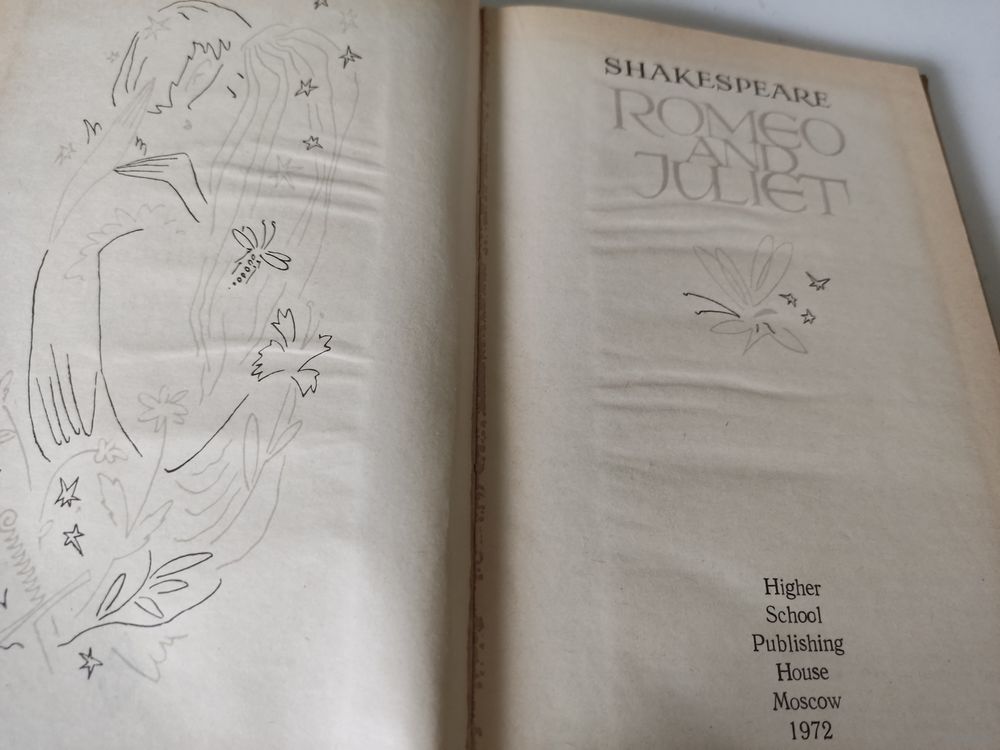 SHAKESPEARE
ROMEO
AND
JULIET
Higher
School
Publishing
House
Moscow
1972